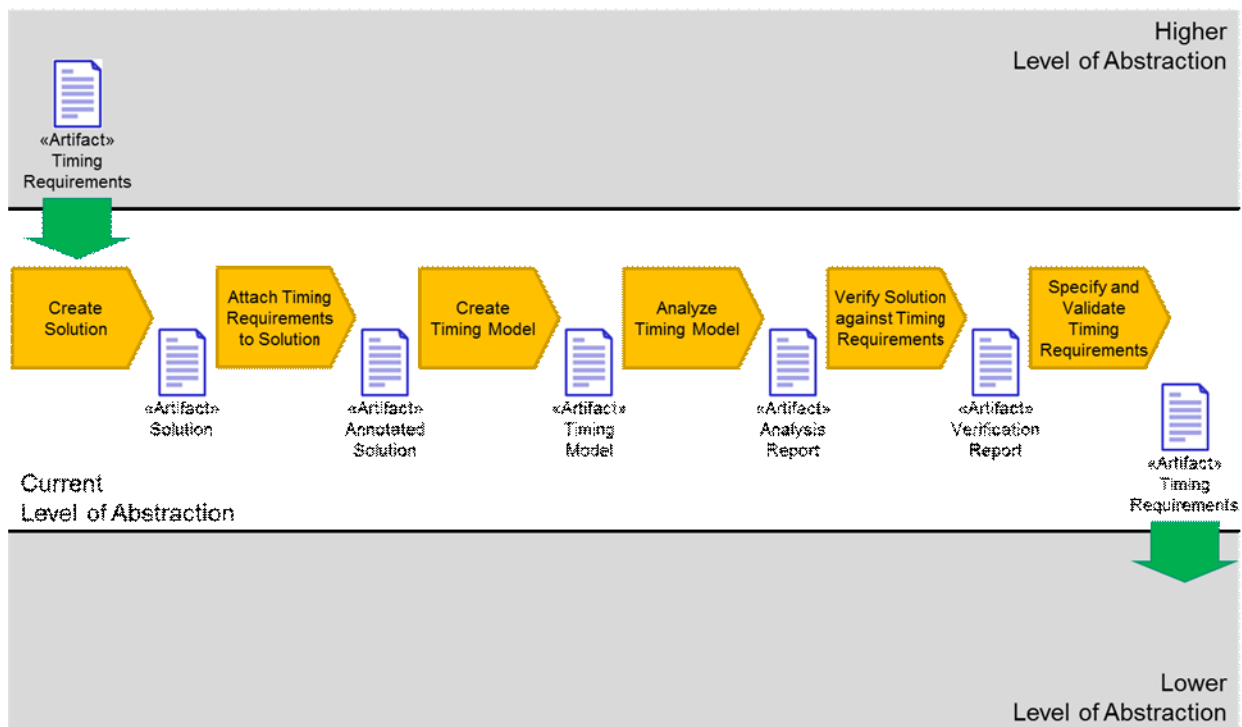 Higher
Level of Abstraction
«Artifact»
Timing
Requirements
Create
Solution
Attach Timing
Requirements
to Solution
Create
Timing Model
Analyze
Timing Model
Verify Solution
against Timing
Requirements
Specify and
Validate
Timing
Requirements
«Artifact»
Solution
«Artifact»
Annotated
Solution
«Artifact»
Timing
Model
«Artifact»
Analysis
Report
«Artifact»
Verification
Report
«Artifact»
Timing
Requirements
Current
Level of Abstraction
Lower
Level of Abstraction